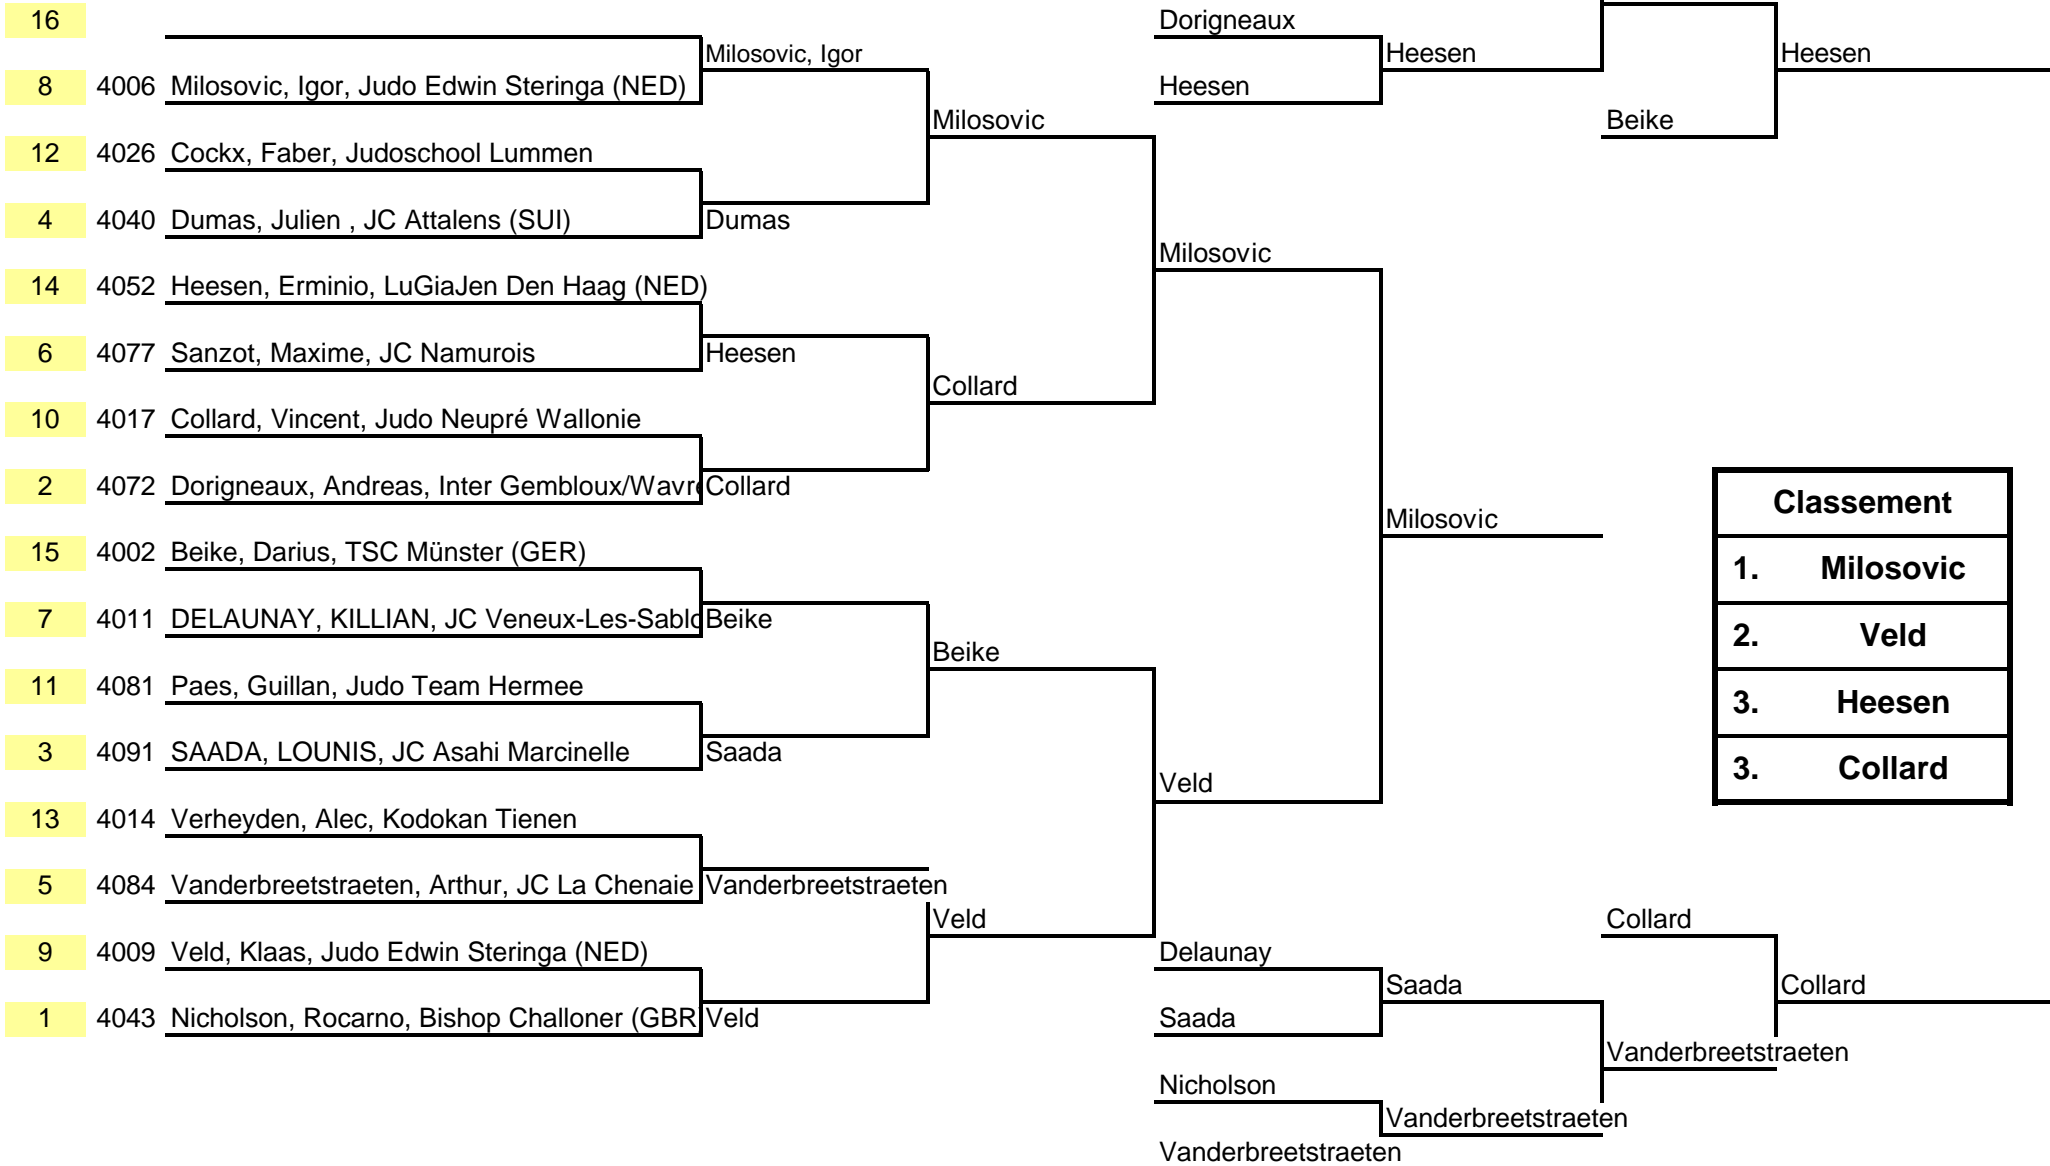 16
Dorigneaux
Milosovic, Igor
Heesen
Heesen
8 4006 Milosovic, Igor, Judo Edwin Steringa (NED)
Heesen
Milosovic
Beike
12 4026 Cockx, Faber, Judoschool Lummen
4 4040 Dumas, Julien , JC Attalens (SUI)
Dumas
Milosovic
14 4052 Heesen, Erminio, LuGiaJen Den Haag (NED)
6 4077 Sanzot, Maxime, JC Namurois
Heesen
Collard
10 4017 Collard, Vincent, Judo Neupré Wallonie
2 4072 Dorigneaux, Andreas, Inter Gembloux/Wavre
Collard
Classement
Milosovic
15 4002 Beike, Darius, TSC Münster (GER)
1. Milosovic
7 4011 DELAUNAY, KILLIAN, JC Veneux-Les-Sablo
Beike
2. Veld
Beike
11 4081 Paes, Guillan, Judo Team Hermee
3. Heesen
3 4091 SAADA, LOUNIS, JC Asahi Marcinelle
Saada
3. Collard
Veld
13 4014 Verheyden, Alec, Kodokan Tienen
5 4084 Vanderbreetstraeten, Arthur, JC La Chenaie
Vanderbreetstraeten
Veld
Collard
9 4009 Veld, Klaas, Judo Edwin Steringa (NED)
Delaunay
Saada
Collard
1 4043 Nicholson, Rocarno, Bishop Challoner (GBR
Veld
Saada
Vanderbreetstraeten
Nicholson
Vanderbreetstraeten
Vanderbreetstraeten